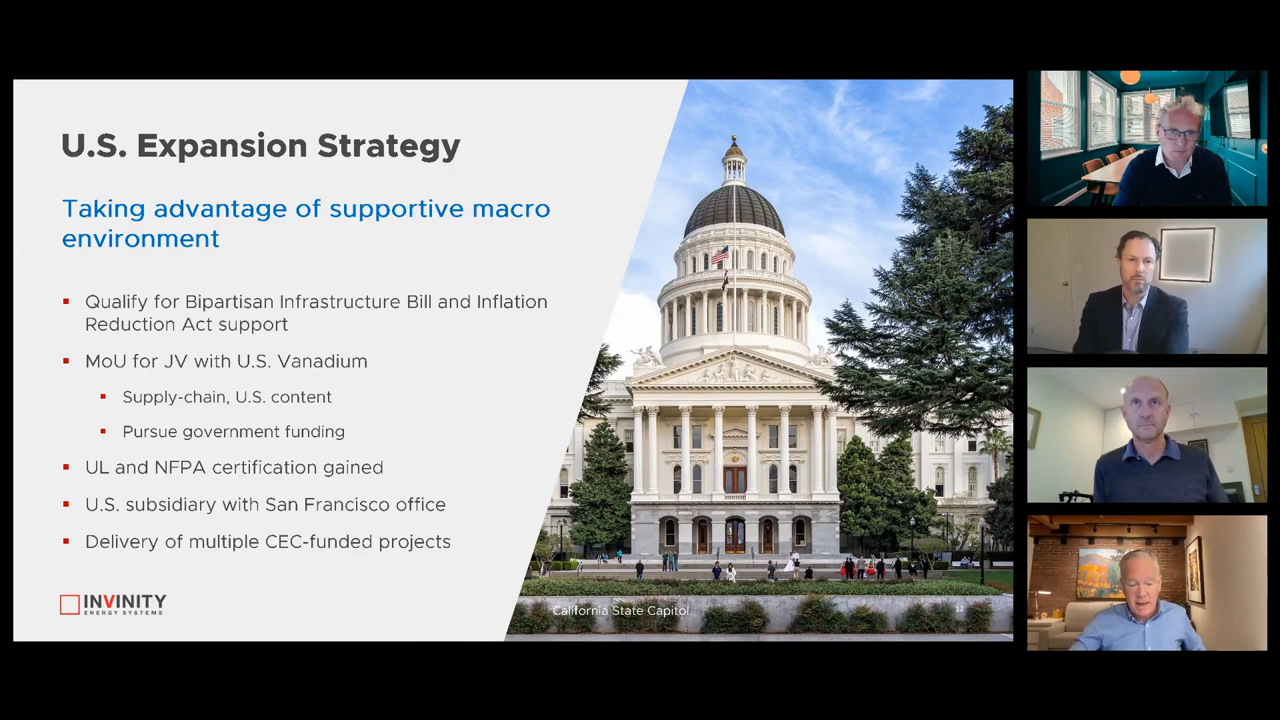 U.S. Expansion Strategy
Taking advantage of supportive macro
environment
Qualify for Bipartisan Infrastructure Bill and Inflation
Reduction Act support
MoU for JV with U.S. Vanadium
Supply-chain, U.S. content
Pursue government funding
UL and NFPA certification gained
U.S. subsidiary with San Francisco office
Delivery of multiple CEC-funded projects
INVINITY
ENERGY SYSTEMS
California State Capitol
12